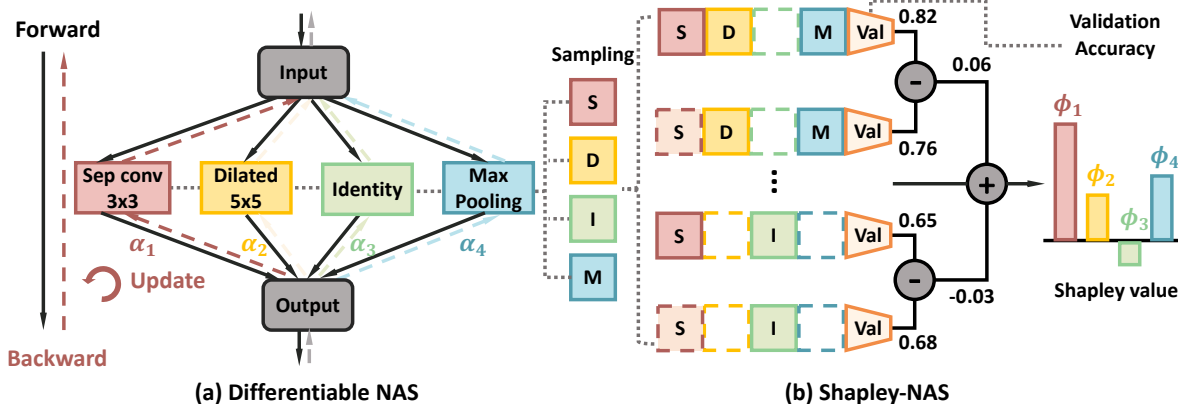 Forward
Input
Sep conv
3x3
Dilated
5x5
Identity
Max
Pooling
α1
α2
α3
α4
Update
Output
Backward
(a) Differentiable NAS
Sampling
S
D
I
M
S D M Val
0.82
S D M Val
0.76
-
0.06
...
S I Val
0.65
S I Val
0.68
-
-0.03
+
Validation
Accuracy
ϕ1
ϕ2
ϕ3
ϕ4
Shapley value
(b) Shapley-NAS